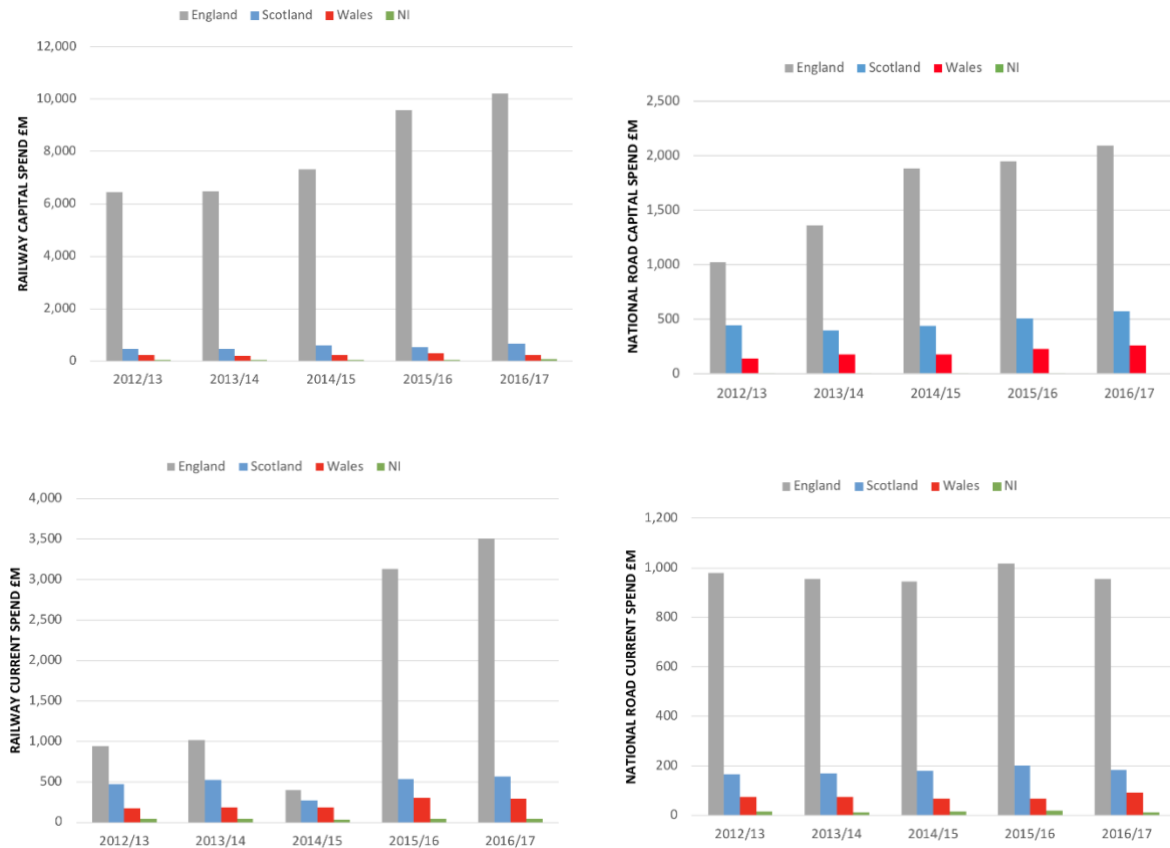 England Scotland Wales NI
RAILWAY CAPITAL SPEND £M
12,000
10,000
8,000
6,000
4,000
2,000
0
2012/13 2013/14 2014/15 2015/16 2016/17
England Scotland Wales NI
NATIONAL ROAD CAPITAL SPEND £M
2,500
2,000
1,500
1,000
500
0
2012/13 2013/14 2014/15 2015/16 2016/17
England Scotland Wales NI
RAILWAY CURRENT SPEND £M
4,000
3,500
3,000
2,500
2,000
1,500
1,000
500
0
2012/13 2013/14 2014/15 2015/16 2016/17
England Scotland Wales NI
NATIONAL ROAD CURRENT SPEND £M
1,200
1,000
800
600
400
200
0
2012/13 2013/14 2014/15 2015/16 2016/17